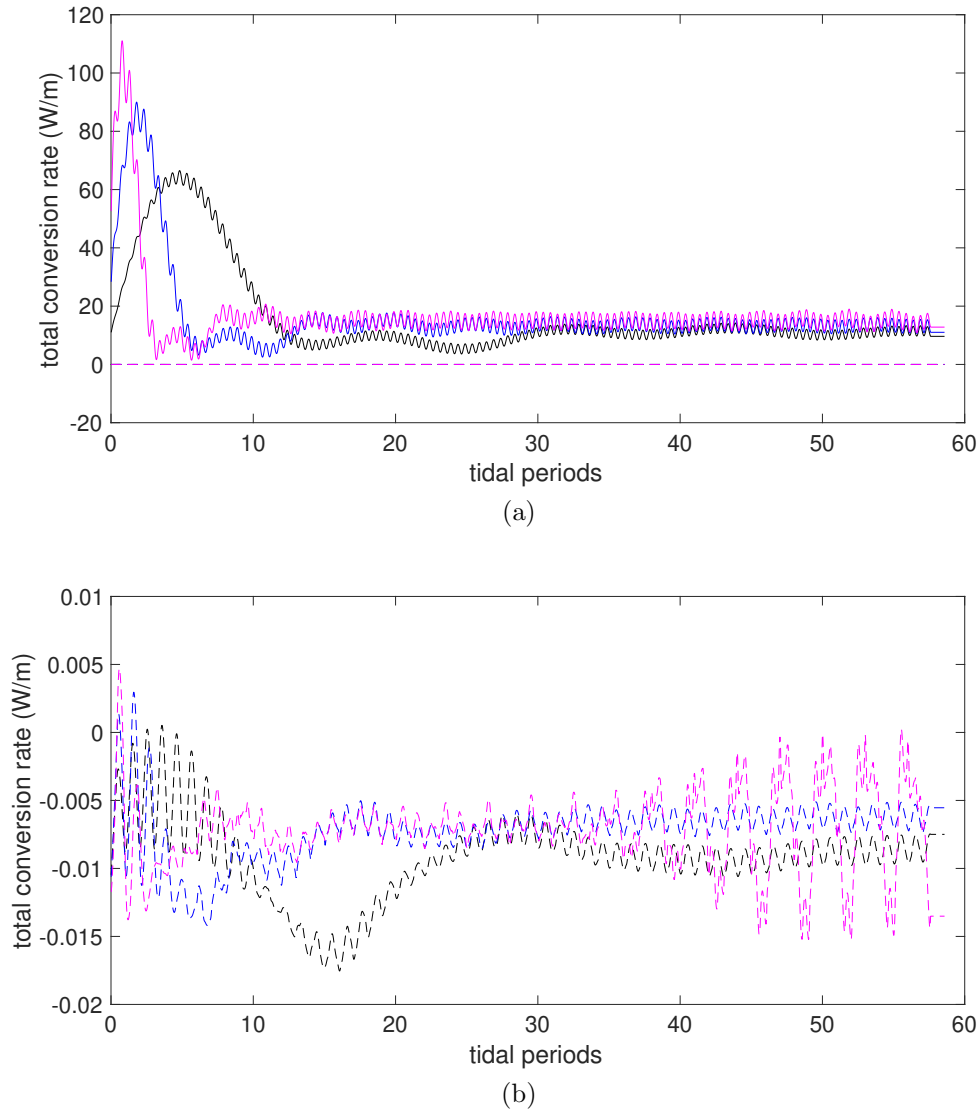 120
100
80
60
40
20
0
-20
total conversion rate (W/m)
0 10 20 30 40 50 60
tidal periods
(a)
0.01
0.005
0
-0.005
-0.01
-0.015
-0.02
total conversion rate (W/m)
0 10 20 30 40 50 60
tidal periods
(b)